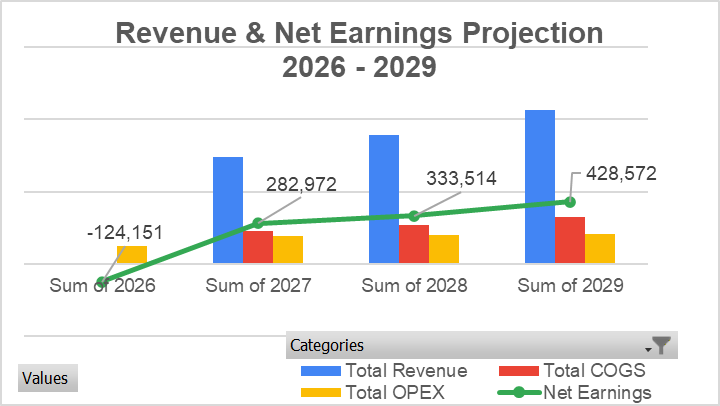 Revenue & Net Earnings Projection
2026 - 2029
-124,151
282,972
333,514
428,572
Sum of 2026
Sum of 2027
Sum of 2028
Sum of 2029
Categories
Values
Total Revenue
Total COGS
Total OPEX
Net Earnings